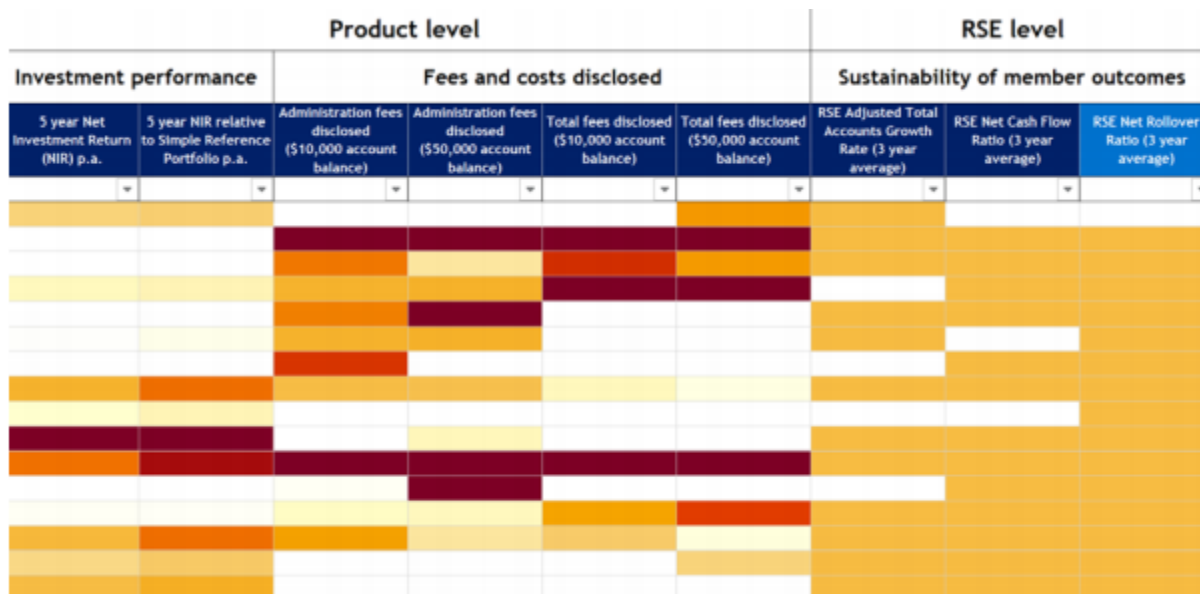 Product level
RSE level
Investment performance
Fees and costs disclosed
Sustainability of member outcomes
5 year Net
Investment Return
(NIR) p.a.
5 year NIR relative
to Simple Reference
Portfolio p.a.
Administration fees
disclosed
($10,000 account
balance)
Administration fees
disclosed
($50,000 account
balance)
Total fees disclosed
($10,000 account
balance)
Total fees disclosed
($50,000 account
balance)
RSE Adjusted Total
Accounts Growth
Rate (3 year
average)
RSE Net Cash Flow
Ratio (3 year
average)
RSE Net Rollover
Ratio (3 year
average)